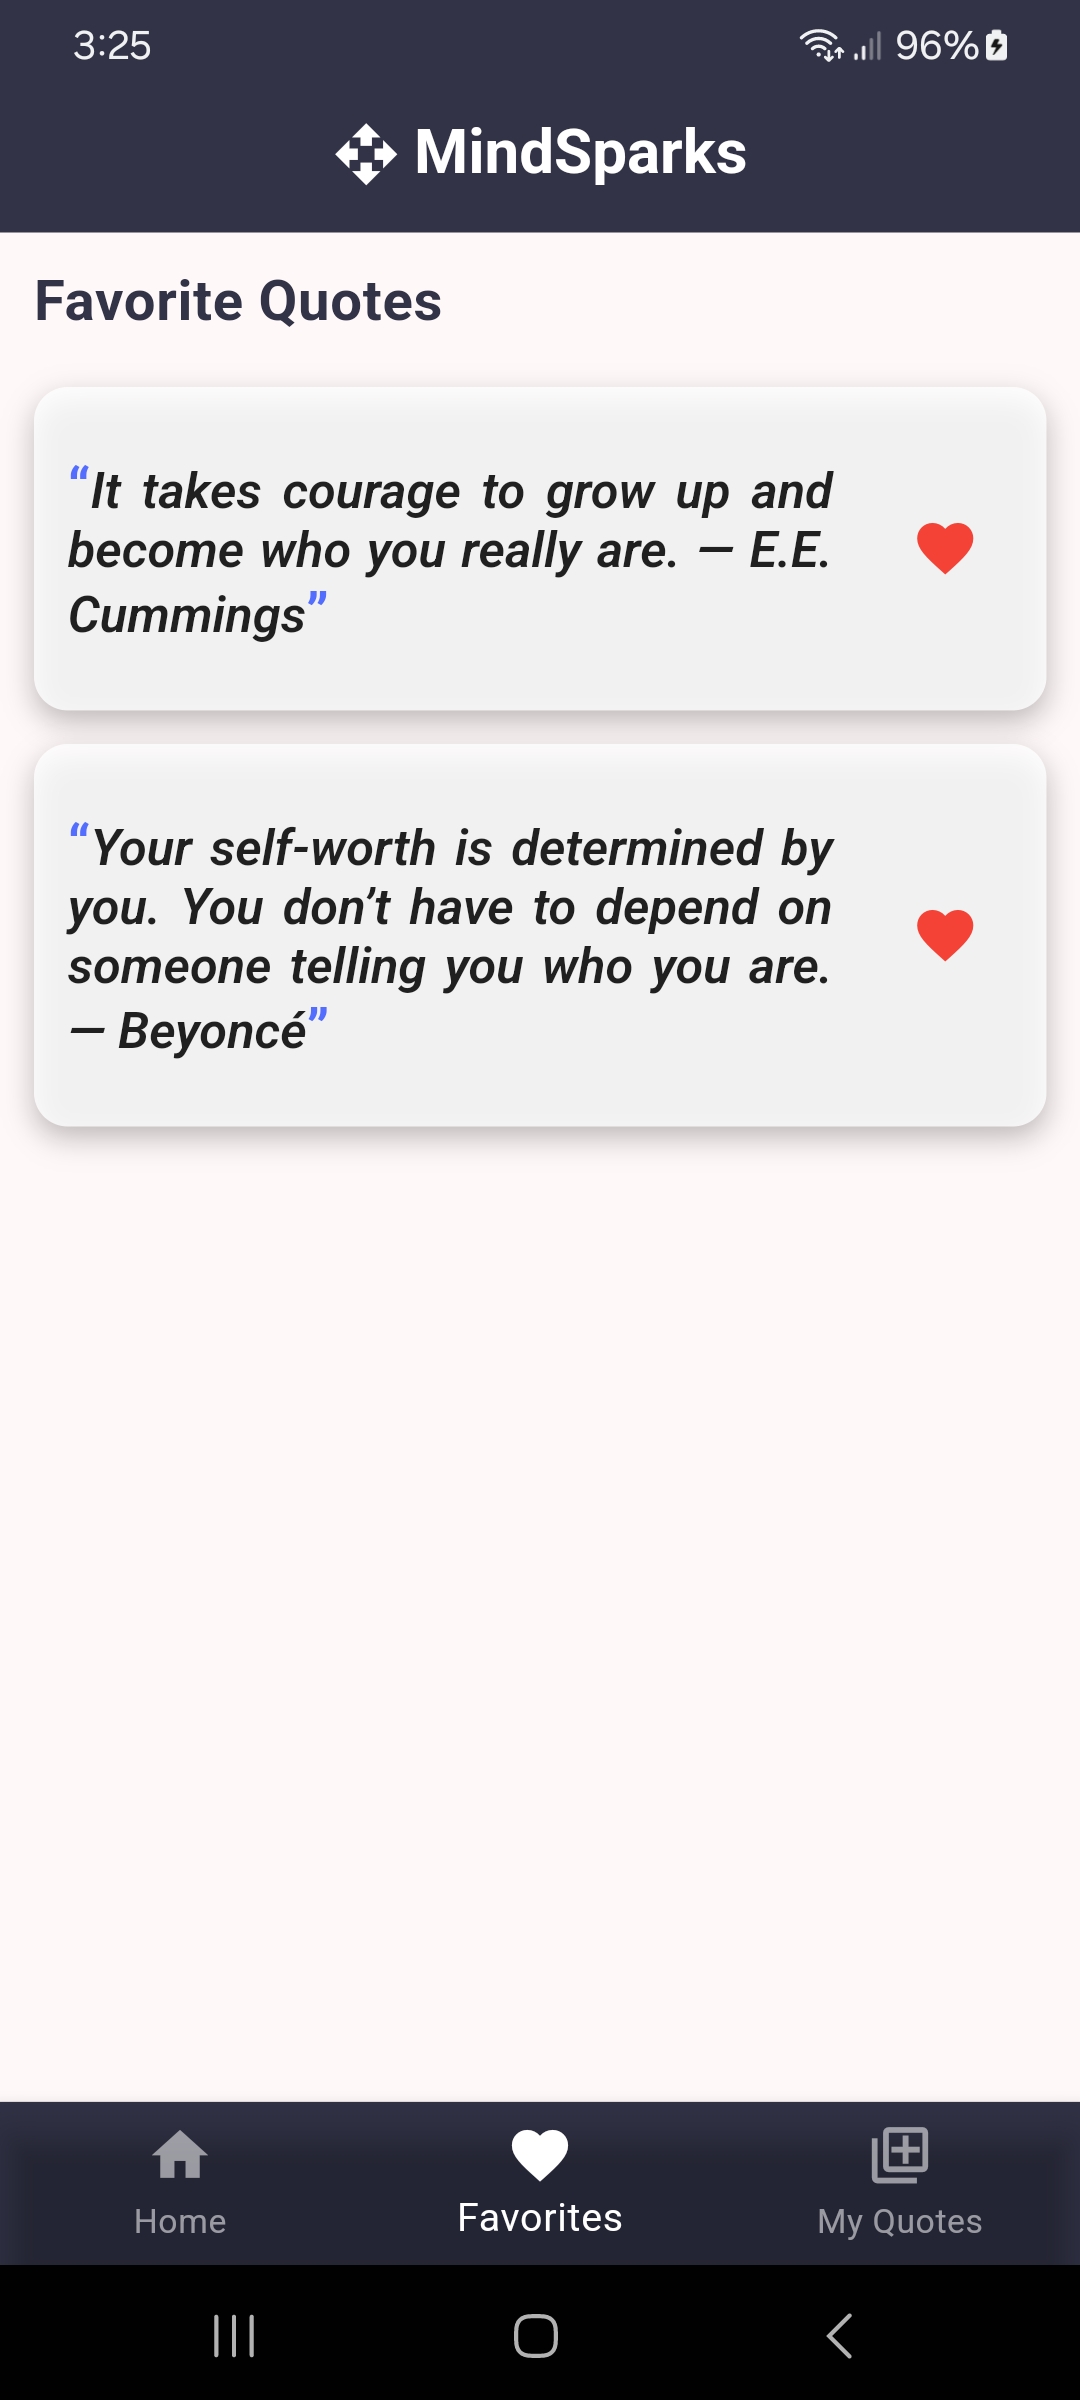 3:25
96%
MindSparks
Favorite Quotes
“It takes courage to grow up and
become who you really are. — E.E.
Cummings”
“Your self-worth is determined by
you. You don’t have to depend on
someone telling you who you are.
— Beyoncé”
Home
Favorites
My Quotes